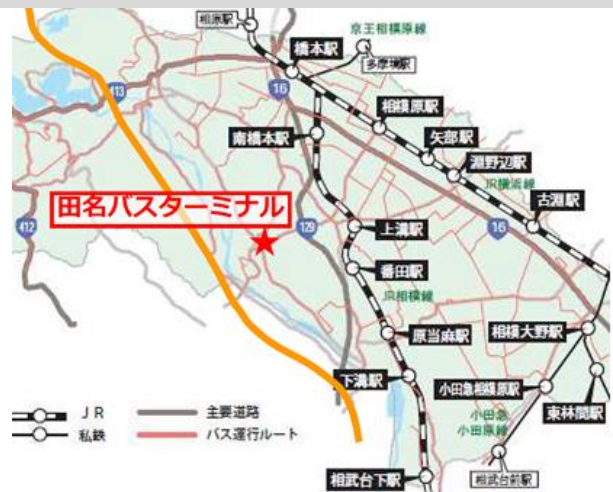 相原駅
京王相模原線
橋本駅
多摩境駅
413
16
相模原駅
南橋本駅
矢部駅
淵野辺駅
JR横浜線
古淵駅
田名バスターミナル
412
129
上溝駅
16
番田駅
JR相模線
原当麻駅
相模大野駅
下溝駅
小田急相模原駅
東林間駅
小田急
小田原線
JR
私鉄
主要道路
バス運行ルート
相武台下駅
相武台前駅